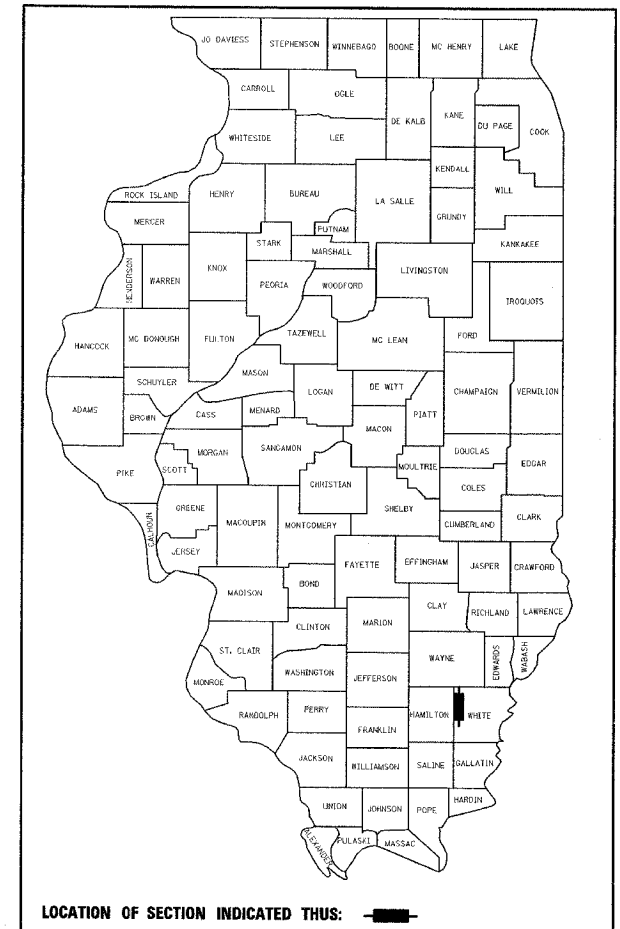 JO DAVIESS STEPHENSON WINNEBAGO BOONE MC HENRY LAKE
CARROLL OGLE DE KALB KANE DU PAGE COOK
WHITESIDE LEE KENDALL WILL
ROCK ISLAND HENRY BUREAU LA SALLE GRUNDY
MERCER PUTNAM
STARK MARSHALL KANKAKEE
HENDERSON WARREN KNOX PEORIA WOODFORD LIVINGSTON IROQUOIS
HANCOCK MC DONOUGH FULTON TAZEWELL MC LEAN FORD
SCHUYLER MASON LOGAN DE WITT CHAMPAIGN VERMILION
ADAMS BROWN CASS MENARD MACON PIATT
PIKE SCOTT MORGAN SANGAMON CHRISTIAN MOULTRIE DOUGLAS EDGAR
COLES
CALHOUN GREENE MACOUPIN MONTGOMERY SHELBY CUMBERLAND CLARK
JERSEY
MADISON BOND FAYETTE EFFINGHAM JASPER CRAWFORD
CLINTON MARION CLAY RICHLAND LAWRENCE
ST. CLAIR WAYNE EDWARDS WABASH
MONROE WASHINGTON JEFFERSON
RANDOLPH PERRY HAMILTON WHITE
FRANKLIN
JACKSON WILLIAMSON SALINE GALLATIN
UNION JOHNSON POPE HARDIN
ALEXANDER PULASKI MASSAC
LOCATION OF SECTION INDICATED THUS: